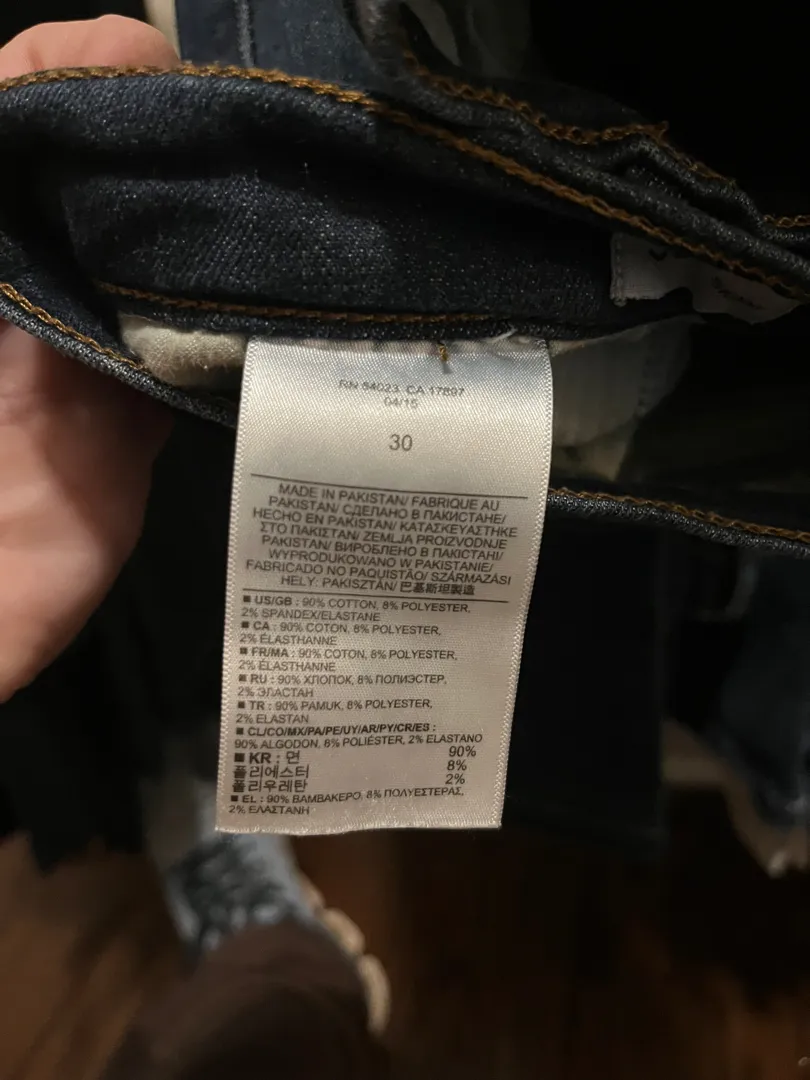 RN 54023 CA 17897
04/15
30
MADE IN PAKISTAN/ FABRIQUE AU
PAKISTAN/ СДЕЛАНО В ПАКИСТАНЕ/
HECHO EN PAKISTAN/ ΚΑΤΑΣΚΕΥΑΣΤΗΚΕ
ΣΤΟ ΠΑΚΙΣΤΑΝ/ ZEMLJA PROIZVODNJE
PAKISTAN/ ВИРОБЛЕНО В ПАКІСТАНІ/
WYPRODUKOWANO W PAKISTANIE/
FABRICADO NO PAQUISTÃO/ SZÁRMAZÁSI
HELY: PAKISZTÁN/ 巴基斯坦製造
■ US/GB : 90% COTTON, 8% POLYESTER,
2% SPANDEX/ELASTANE
■ CA : 90% COTON, 8% POLYESTER,
2% ÉLASTHANNE
■ FR/MA : 90% COTON, 8% POLYESTER,
2% ÉLASTHANNE
■ RU : 90% ХЛОПОК, 8% ПОЛИЭСТЕР,
2% ЭЛАСТАН
■ TR : 90% PAMUK, 8% POLYESTER,
2% ELASTAN
■ CL/CO/MX/PA/PE/UY/AR/PY/CR/ES :
90% ALGODON, 8% POLIÉSTER, 2% ELASTANO
■ KR : 면 90%
폴리에스터 8%
폴리우레탄 2%
■ EL : 90% ΒΑΜΒΑΚΕΡΟ, 8% ΠΟΛΥΕΣΤΕΡΑΣ,
2% ΕΛΑΣΤΑΝΗ